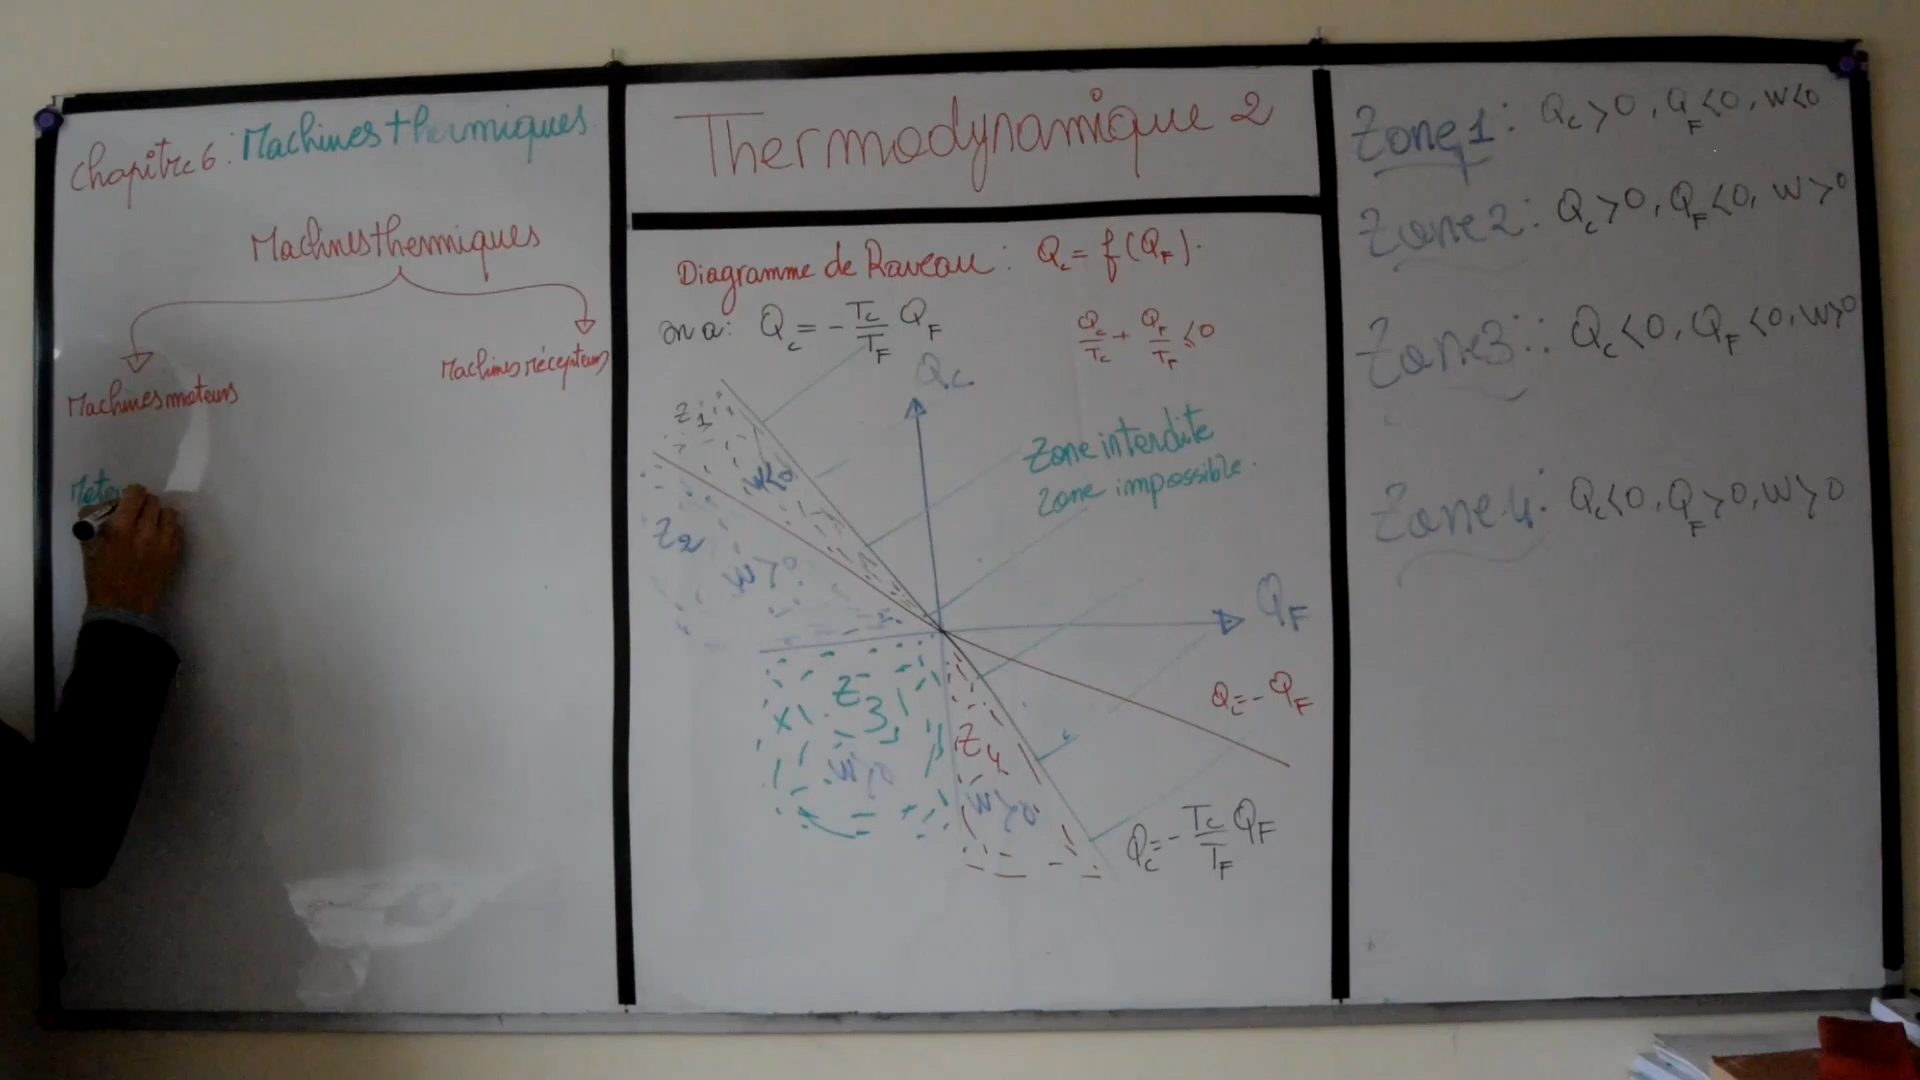 Chapitre 6 : Machines thermiques
Machines thermiques
Machines moteurs
Machines récepteurs
Moteu
Thermodynamique 2
Diagramme de Raveau : Qc = f(QF).
on a : Qc = - Tc/TF QF
Qc/Tc + QF/TF ≤ 0
Qc
Z1
W<0
Zone interdite
zone impossible.
Z2
W>0
QF
Z3
W>0
Qc = - QF
Z4
W>0
Qc = - Tc/TF QF
Zone 1 : Qc > 0, QF < 0, W < 0
Zone 2 : Qc > 0, QF < 0, W > 0
Zone 3 : : Qc < 0, QF < 0, W > 0
Zone 4 : Qc < 0, QF > 0, W > 0